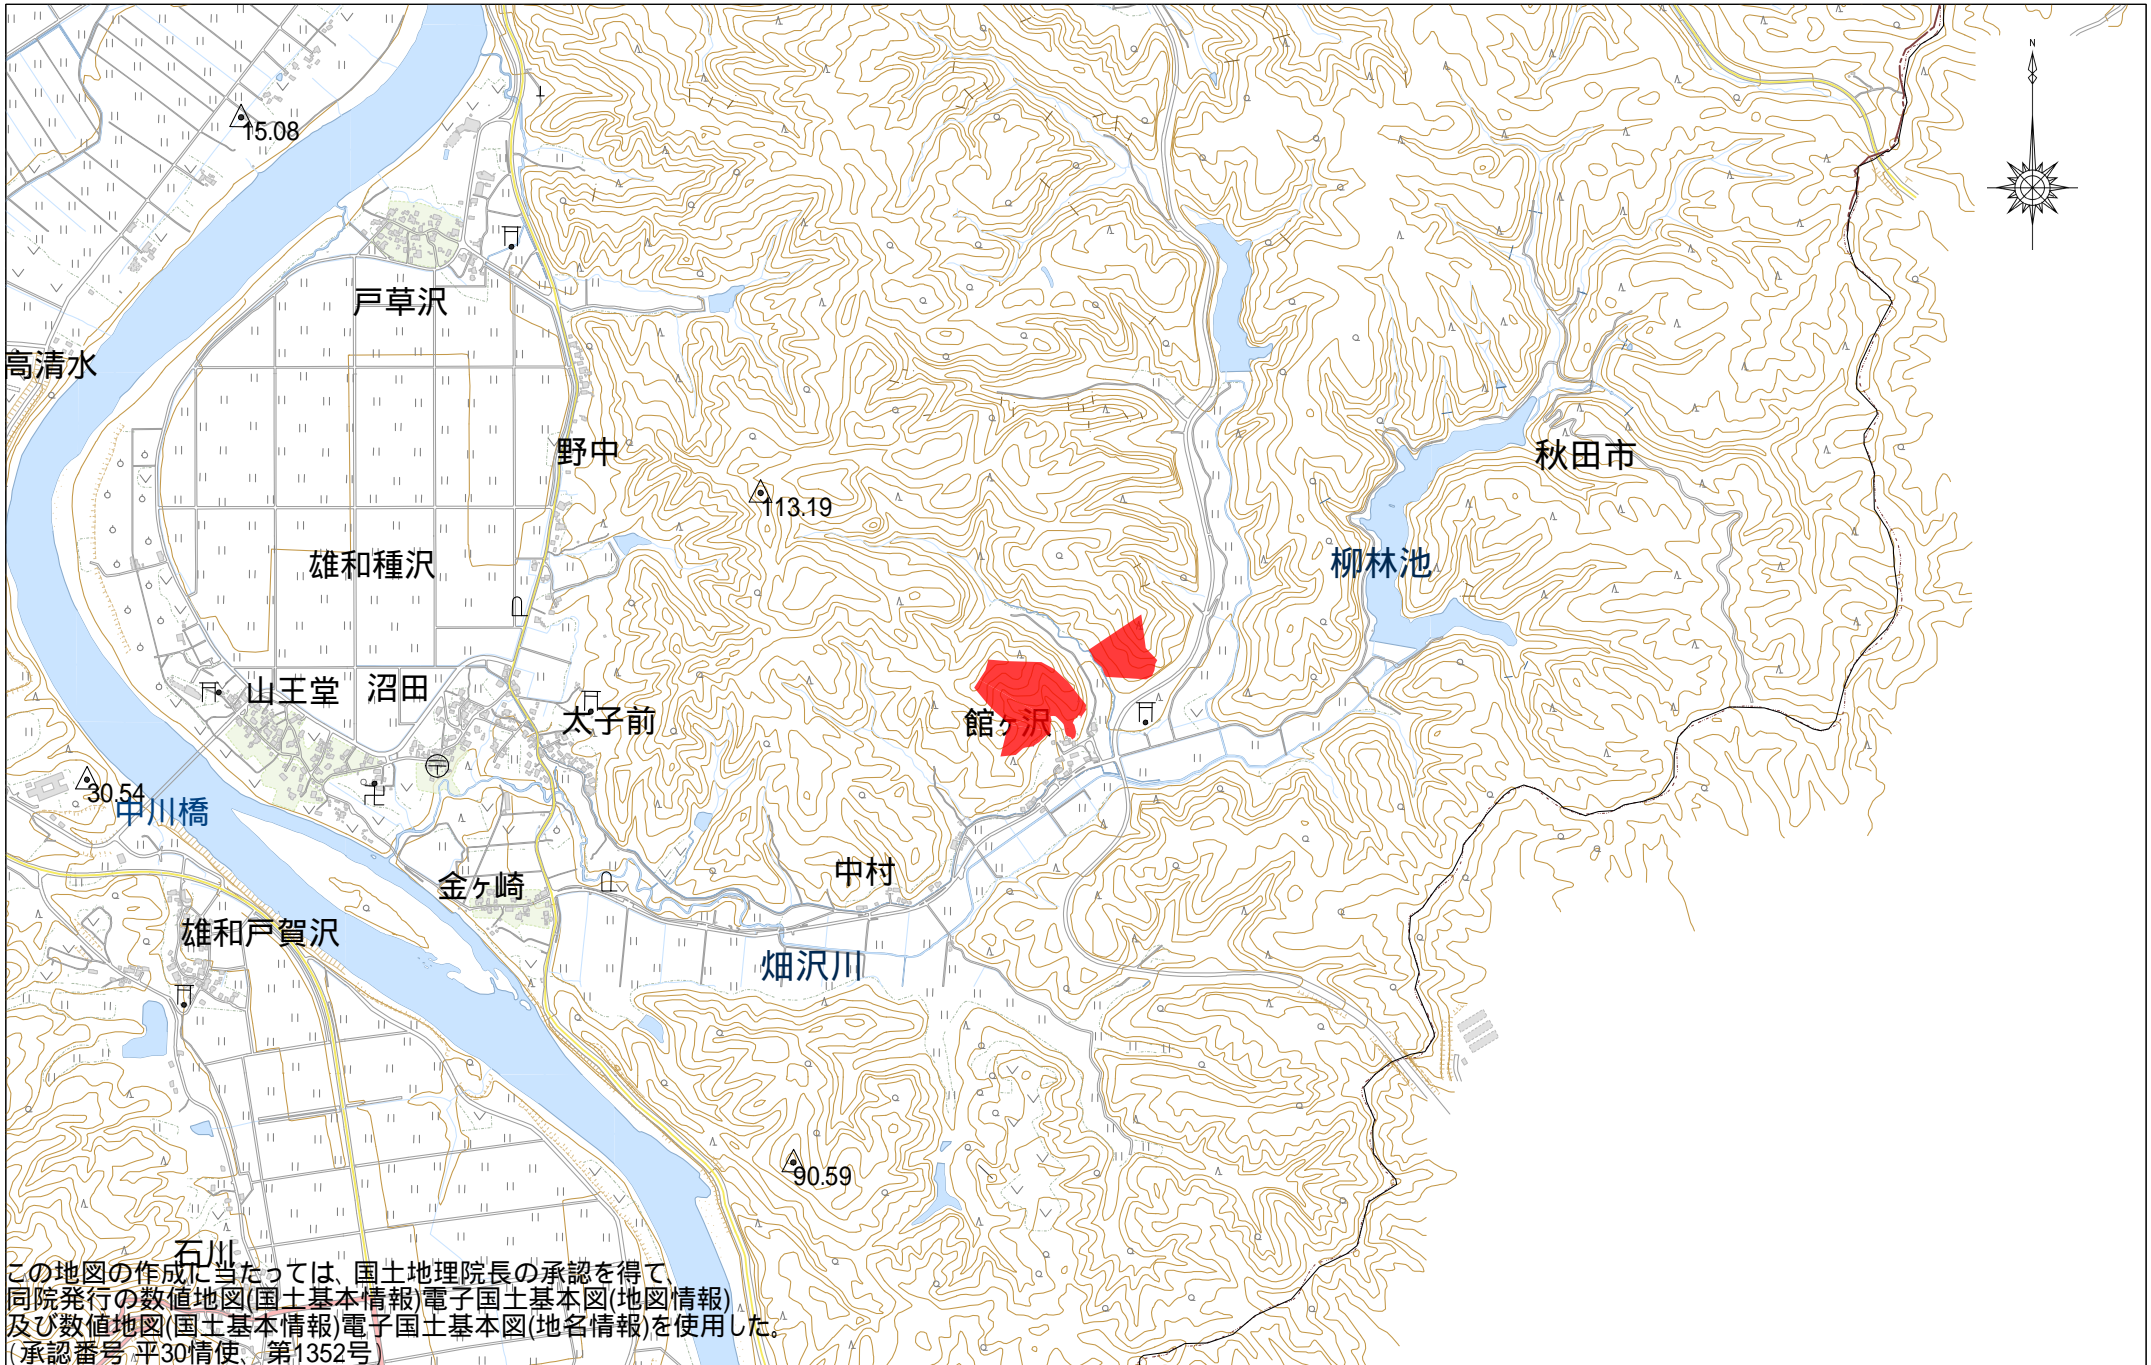 N
15.08
戸草沢
高清水
野中
秋田市
113.19
雄和種沢
柳林池
山王堂
沼田
太子前
館ヶ沢
30.54
中川橋
中村
金ヶ崎
雄和戸賀沢
畑沢川
90.59
石川
この地図の作成に当たっては、国土地理院長の承認を得て、
同院発行の数値地図(国土基本情報)電子国土基本図(地図情報)
及び数値地図(国土基本情報)電子国土基本図(地名情報)を使用した。
(承認番号 平30情使、 第1352号)